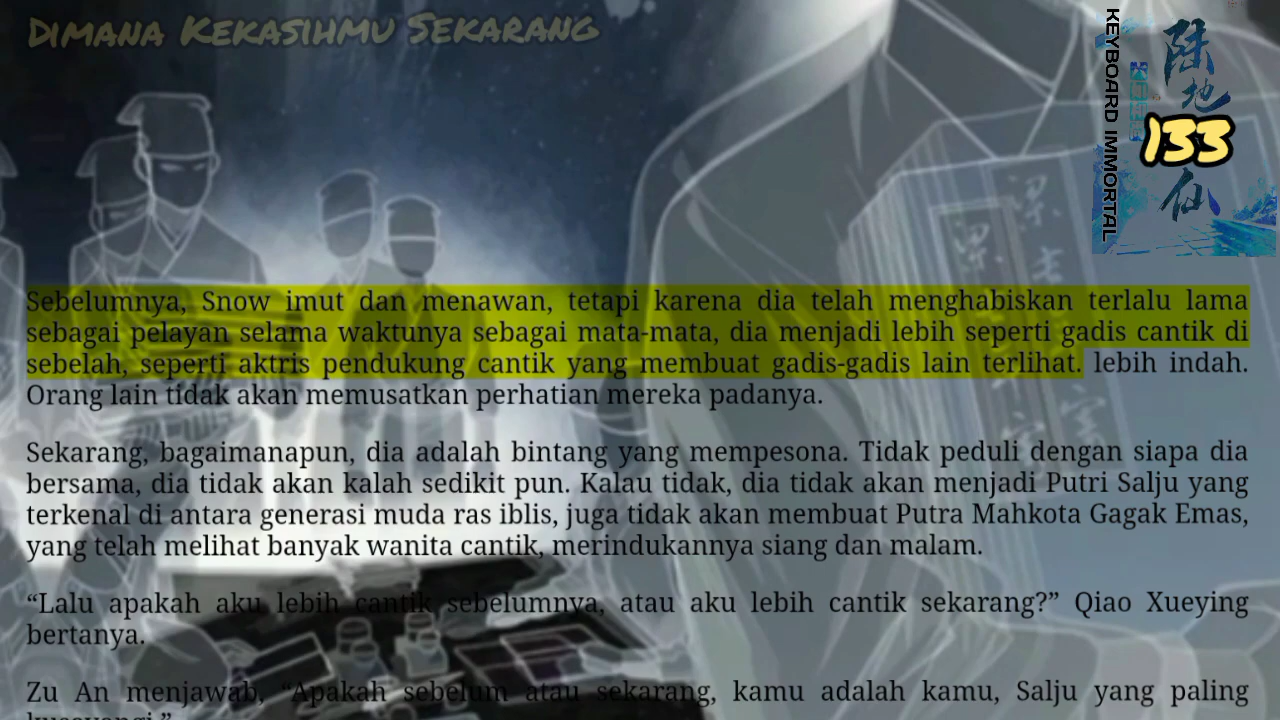 Dimana Kekasihmu Sekarang
KEYBOARD IMMORTAL
陆地
133
仙
Sebelumnya, Snow imut dan menawan, tetapi karena dia telah menghabiskan terlalu lama
sebagai pelayan selama waktunya sebagai mata-mata, dia menjadi lebih seperti gadis cantik di
sebelah, seperti aktris pendukung cantik yang membuat gadis-gadis lain terlihat. lebih indah.
Orang lain tidak akan memusatkan perhatian mereka padanya.
Sekarang, bagaimanapun, dia adalah bintang yang mempesona. Tidak peduli dengan siapa dia
bersama, dia tidak akan kalah sedikit pun. Kalau tidak, dia tidak akan menjadi Putri Salju yang
terkenal di antara generasi muda ras iblis, juga tidak akan membuat Putra Mahkota Gagak Emas,
yang telah melihat banyak wanita cantik, merindukannya siang dan malam.
“Lalu apakah aku lebih cantik sebelumnya, atau aku lebih cantik sekarang?” Qiao Xueying
bertanya.
Zu An menjawab, “Apakah sebelum atau sekarang, kamu adalah kamu, Salju yang paling